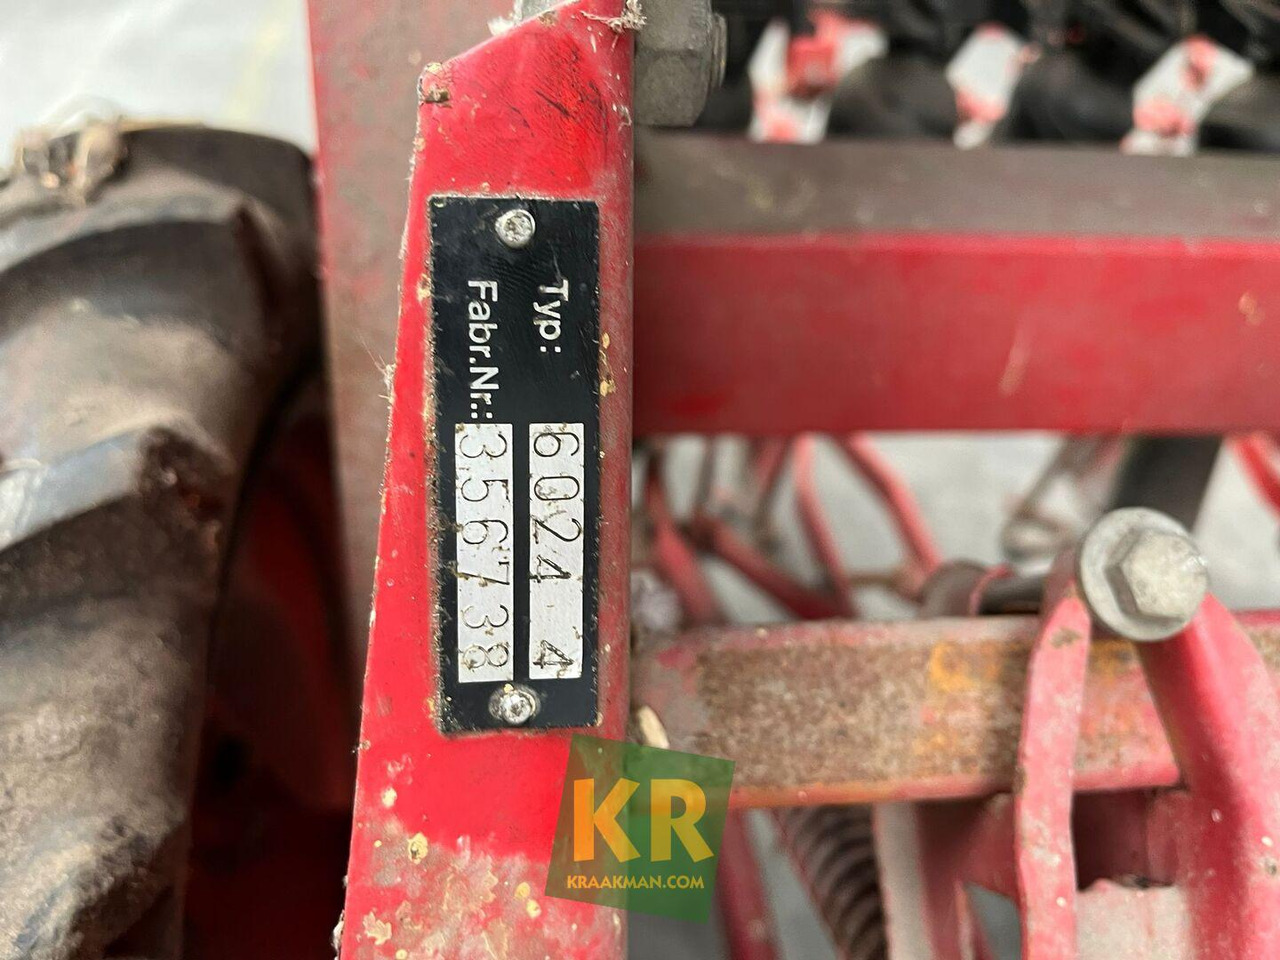 Typ: 6024 4
Fabr.Nr.: 356738
KR
KRAAKMAN.COM